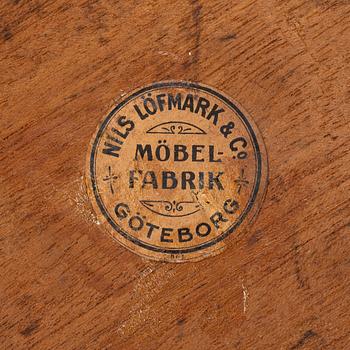 NILS LÖFMARK & Co.
MÖBEL-
FABRIK
GÖTEBORG